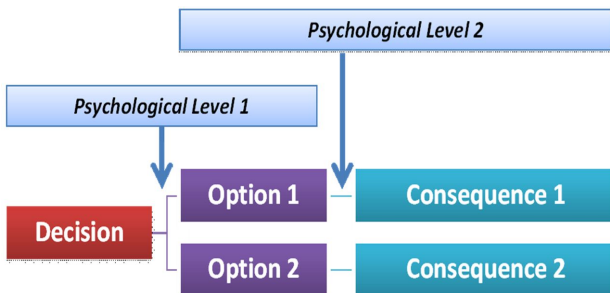 Psychological Level 2
Psychological Level 1
Option 1
Consequence 1
Decision
Option 2
Consequence 2